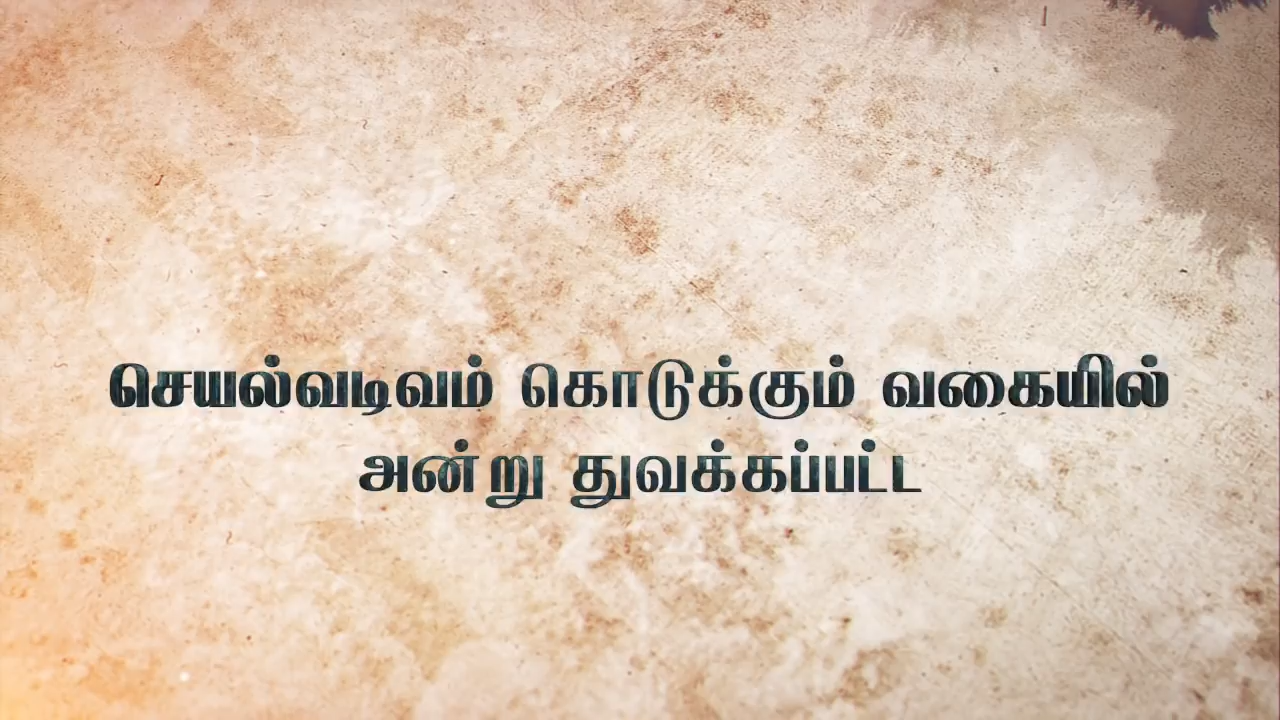 செயல்வடிவம் கொடுக்கும் வகையில்
அன்று துவக்கப்பட்ட